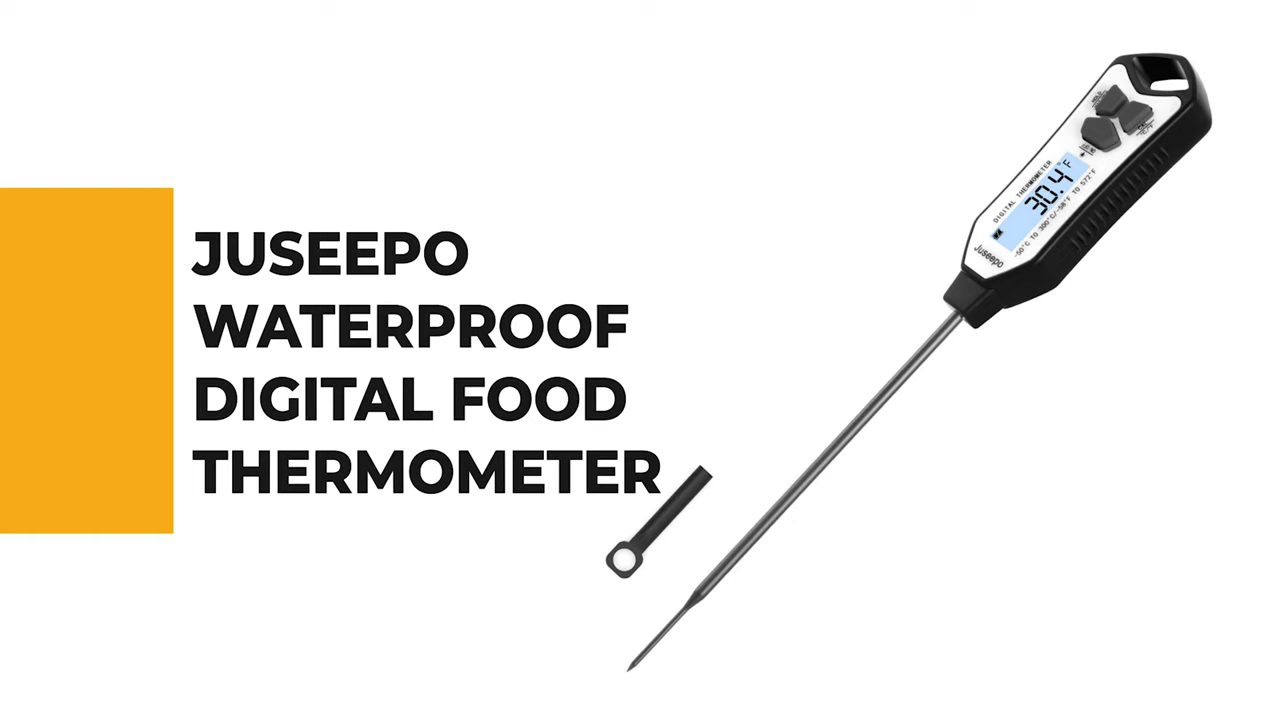 JUSEEPO
WATERPROOF
DIGITAL FOOD
THERMOMETER
DIGITAL THERMOMETER
30.4°F
-50°C TO 300°C/-58°F TO 572°F
Juseepo